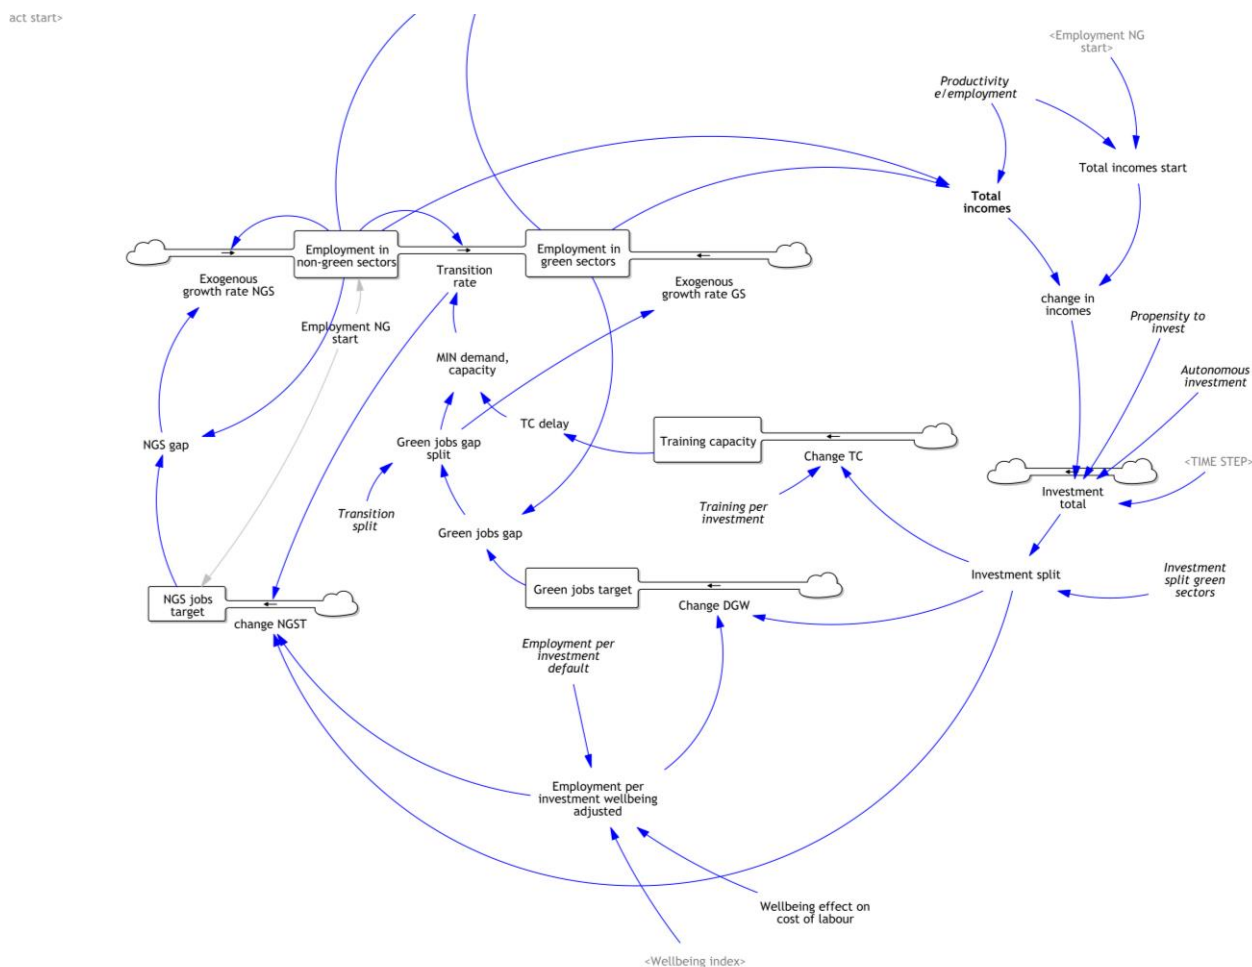 act start>
<Employment NG
start>
Productivity
e/employment
Total incomes start
Total
incomes
Employment in
non-green sectors
Employment in
green sectors
Transition
rate
Exogenous
growth rate NGS
Exogenous
growth rate GS
change in
incomes
Propensity to
invest
Employment NG
start
MIN demand,
capacity
Autonomous
investment
TC delay
Training capacity
NGS gap
Green jobs gap
split
Change TC
<TIME STEP>
Investment
total
Transition
split
Training per
investment
Green jobs gap
Investment split
Investment
split green
sectors
Green jobs target
Change DGW
NGS jobs
target
change NGST
Employment per
investment
default
Employment per
investment wellbeing
adjusted
Wellbeing effect on
cost of labour
<Wellbeing index>